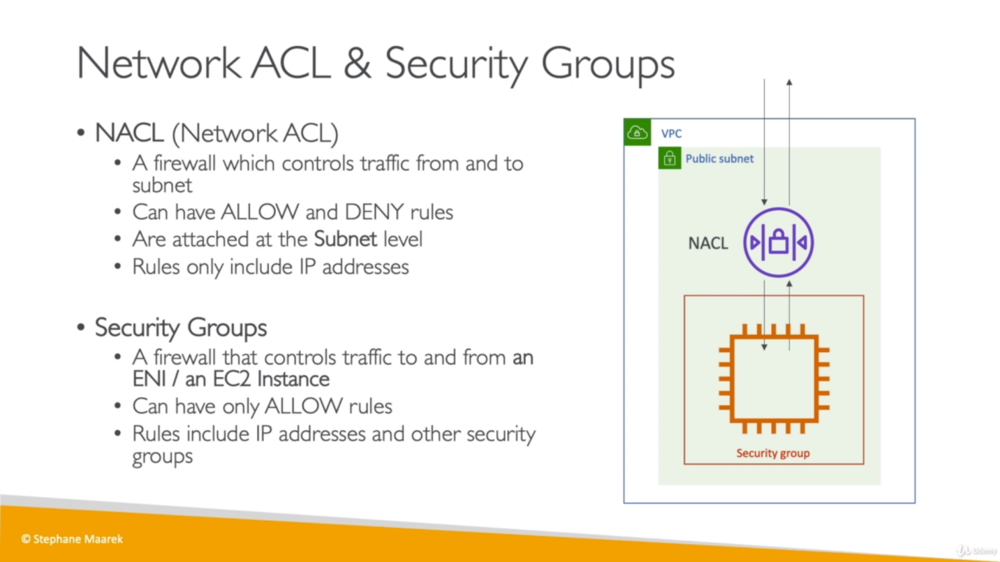 Network ACL & Security Groups
• NACL (Network ACL)
• A firewall which controls traffic from and to
subnet
• Can have ALLOW and DENY rules
• Are attached at the Subnet level
• Rules only include IP addresses
• Security Groups
• A firewall that controls traffic to and from an
ENI / an EC2 Instance
• Can have only ALLOW rules
• Rules include IP addresses and other security
groups
VPC
Public subnet
NACL
Security group
© Stephane Maarek
Udemy